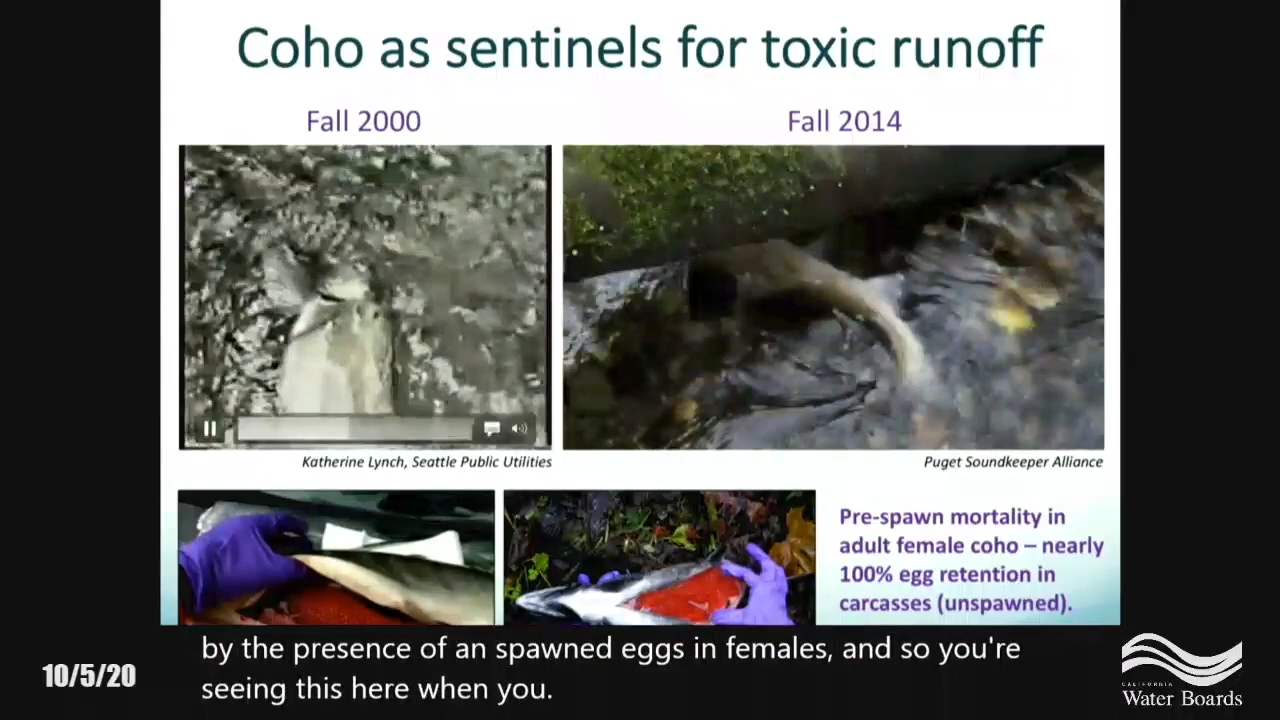 Coho as sentinels for toxic runoff
Fall 2000
Fall 2014
Katherine Lynch, Seattle Public Utilities
Puget Soundkeeper Alliance
Pre-spawn mortality in
adult female coho – nearly
100% egg retention in
carcasses (unspawned).
by the presence of an spawned eggs in females, and so you're
seeing this here when you.
10/5/20
CALIFORNIA
Water Boards